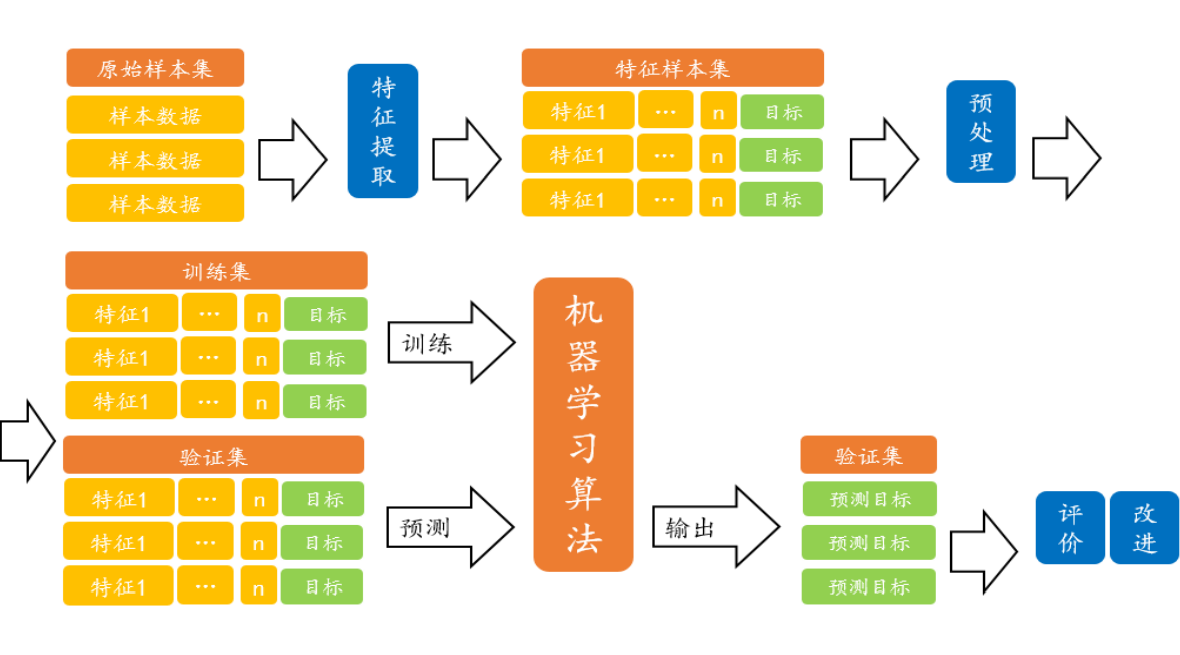 原始样本集
样本数据
样本数据
样本数据
特征提取
特征样本集
特征1 … n 目标
特征1 … n 目标
特征1 … n 目标
预处理
训练集
特征1 … n 目标
特征1 … n 目标
特征1 … n 目标
训练
验证集
特征1 … n 目标
特征1 … n 目标
特征1 … n 目标
预测
机器学习算法
输出
验证集
预测目标
预测目标
预测目标
评价
改进